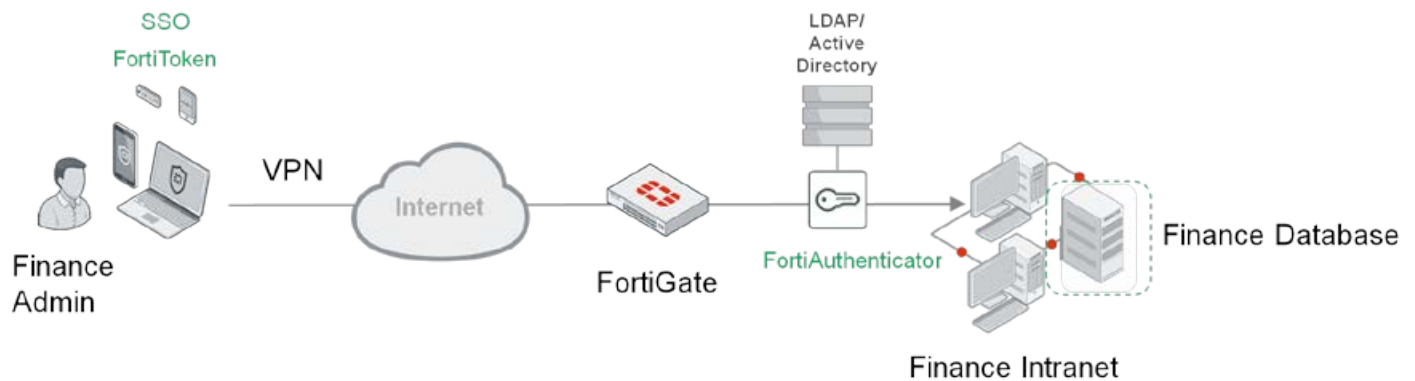 SSO
FortiToken
LDAP/
Active
Directory
VPN
Internet
Finance
Admin
FortiGate
FortiAuthenticator
Finance Database
Finance Intranet